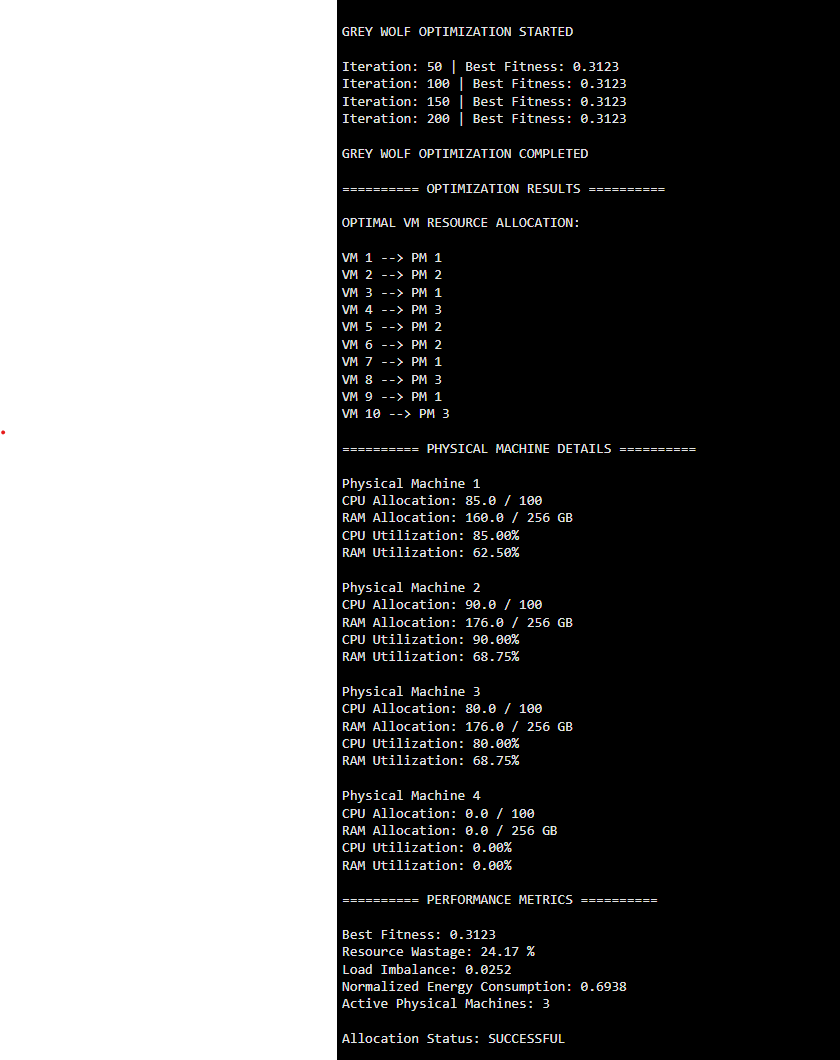 GREY WOLF OPTIMIZATION STARTED
Iteration: 50 | Best Fitness: 0.3123
Iteration: 100 | Best Fitness: 0.3123
Iteration: 150 | Best Fitness: 0.3123
Iteration: 200 | Best Fitness: 0.3123
GREY WOLF OPTIMIZATION COMPLETED
========== OPTIMIZATION RESULTS ==========
OPTIMAL VM RESOURCE ALLOCATION:
VM 1 --> PM 1
VM 2 --> PM 2
VM 3 --> PM 1
VM 4 --> PM 3
VM 5 --> PM 2
VM 6 --> PM 2
VM 7 --> PM 1
VM 8 --> PM 3
VM 9 --> PM 1
VM 10 --> PM 3
========== PHYSICAL MACHINE DETAILS ==========
Physical Machine 1
CPU Allocation: 85.0 / 100
RAM Allocation: 160.0 / 256 GB
CPU Utilization: 85.00%
RAM Utilization: 62.50%
Physical Machine 2
CPU Allocation: 90.0 / 100
RAM Allocation: 176.0 / 256 GB
CPU Utilization: 90.00%
RAM Utilization: 68.75%
Physical Machine 3
CPU Allocation: 80.0 / 100
RAM Allocation: 176.0 / 256 GB
CPU Utilization: 80.00%
RAM Utilization: 68.75%
Physical Machine 4
CPU Allocation: 0.0 / 100
RAM Allocation: 0.0 / 256 GB
CPU Utilization: 0.00%
RAM Utilization: 0.00%
========== PERFORMANCE METRICS ==========
Best Fitness: 0.3123
Resource Wastage: 24.17 %
Load Imbalance: 0.0252
Normalized Energy Consumption: 0.6938
Active Physical Machines: 3
Allocation Status: SUCCESSFUL